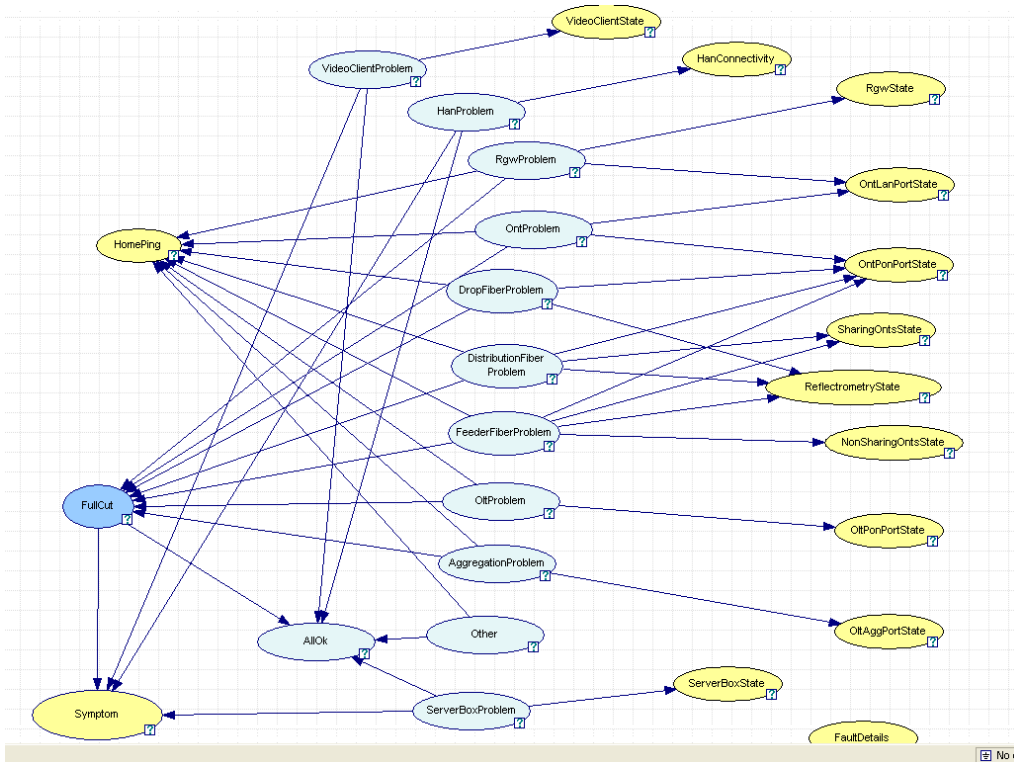 VideoClientState
HanConnectivity
VideoClientProblem
RgwState
HanProblem
RgwProblem
OntLanPortState
OntProblem
HomePing
OntPonPortState
DropFiberProblem
SharingOntsState
DistributionFiber
Problem
ReflectrometryState
FeederFiberProblem
NonSharingOntsState
OltProblem
FullCut
OltPonPortState
AggregationProblem
OltAggPortState
Other
AllOk
ServerBoxState
ServerBoxProblem
Symptom
FaultDetails
No